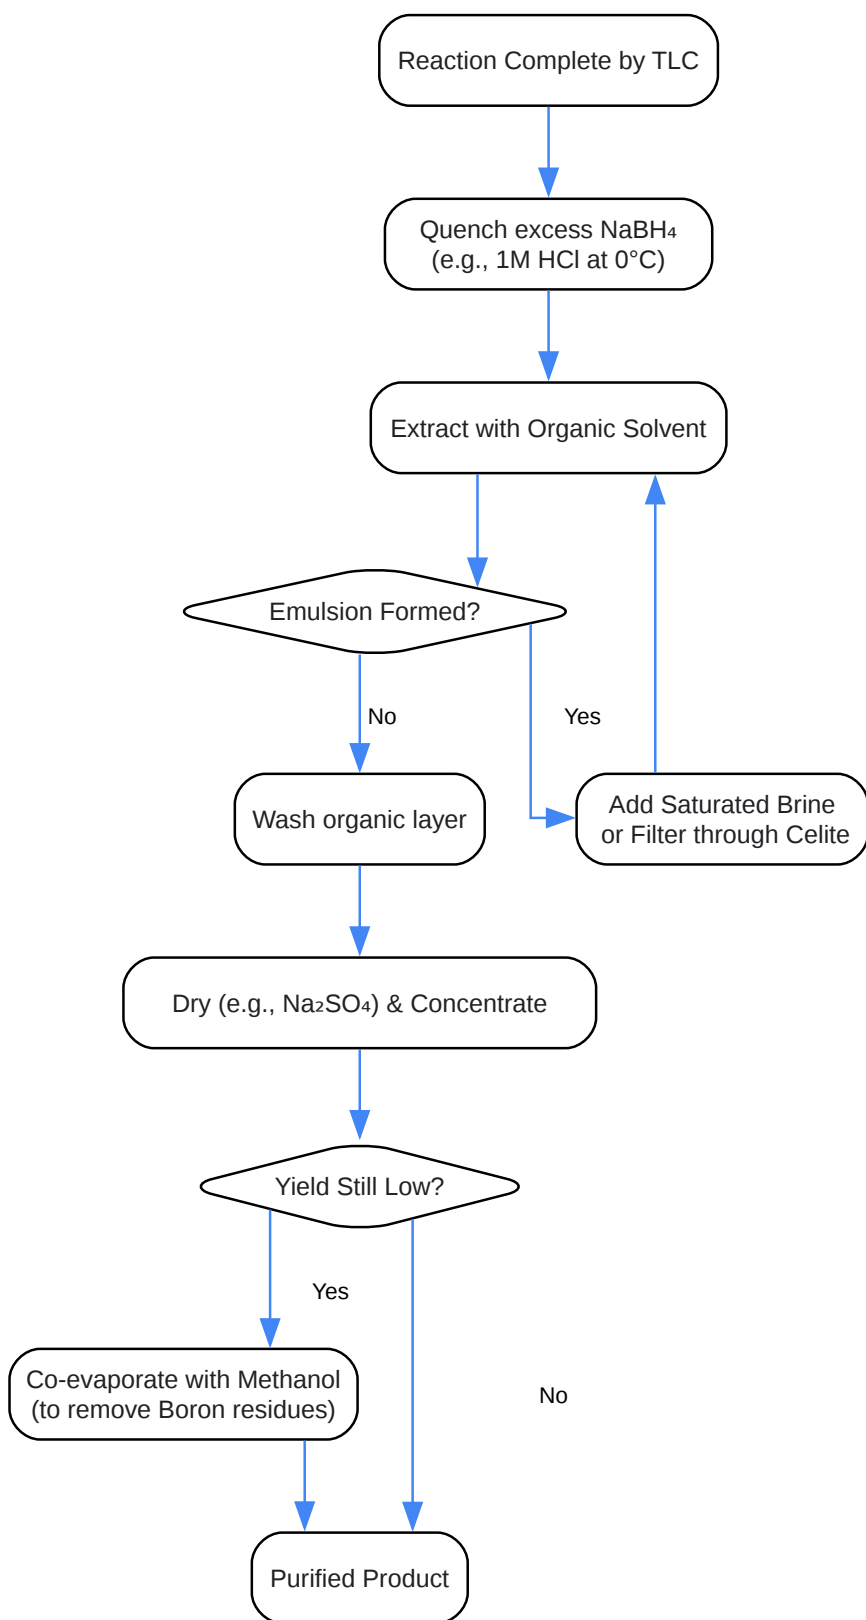 Reaction Complete by TLC
Quench excess NaBH₄
(e.g., 1M HCl at 0°C)
Extract with Organic Solvent
Emulsion Formed?
No
Yes
Wash organic layer
Add Saturated Brine
or Filter through Celite
Dry (e.g., Na₂SO₄) & Concentrate
Yield Still Low?
Yes
Co-evaporate with Methanol
(to remove Boron residues)
No
Purified Product